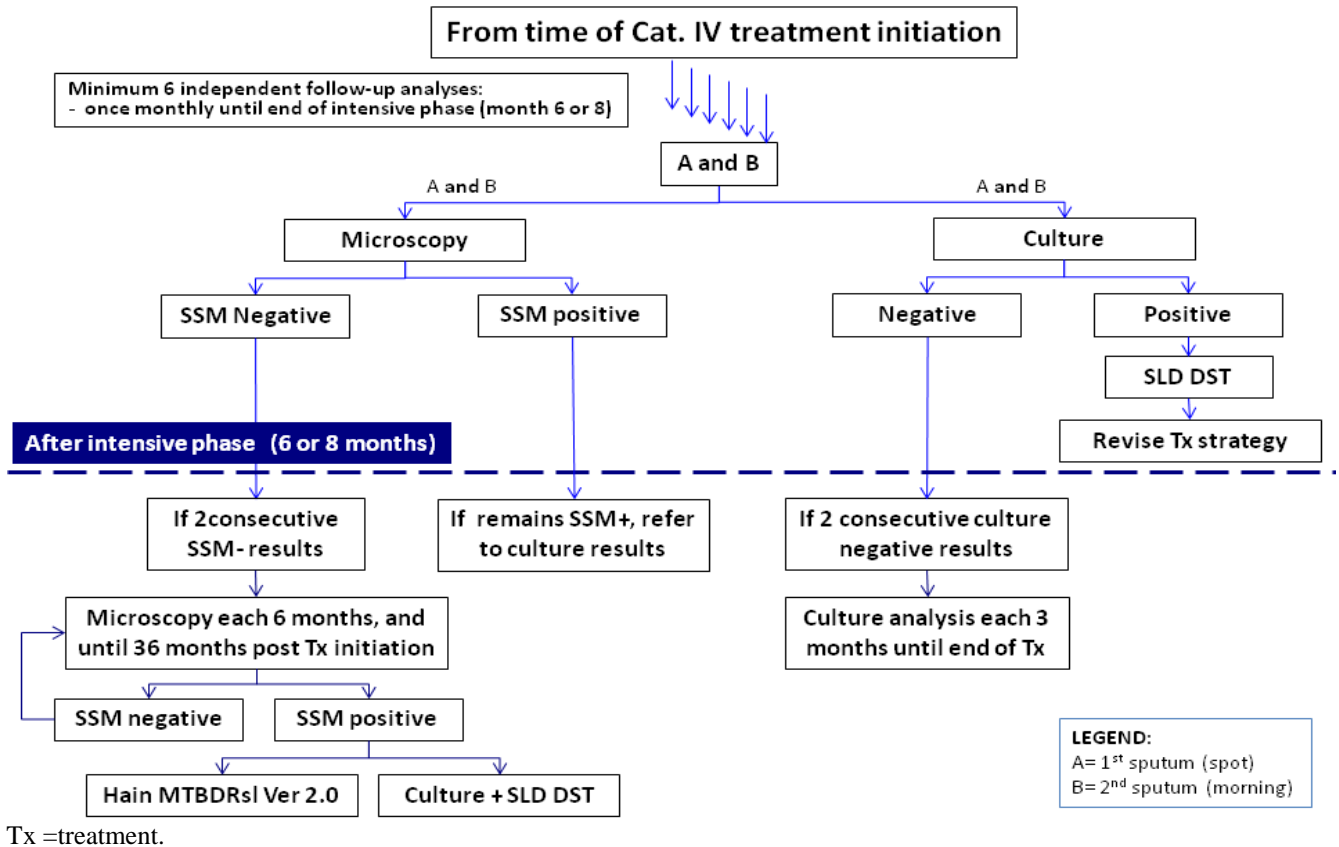 From time of Cat. IV treatment initiation
Minimum 6 independent follow-up analyses:
- once monthly until end of intensive phase (month 6 or 8)
A and B
A and B
A and B
Microscopy
Culture
SSM Negative
SSM positive
Negative
Positive
SLD DST
Revise Tx strategy
After intensive phase (6 or 8 months)
If 2consecutive
SSM- results
If remains SSM+, refer
to culture results
If 2 consecutive culture
negative results
Microscopy each 6 months, and
until 36 months post Tx initiation
Culture analysis each 3
months until end of Tx
SSM negative
SSM positive
Hain MTBDRsl Ver 2.0
Culture + SLD DST
LEGEND:
A= 1st sputum (spot)
B= 2nd sputum (morning)
Tx =treatment.